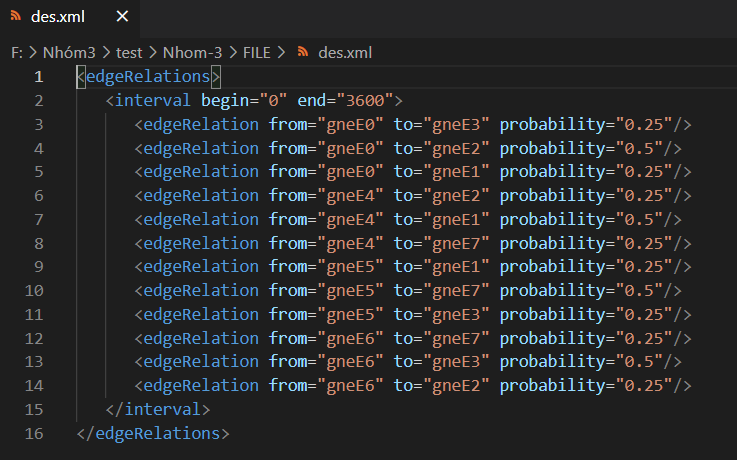 des.xml
F: > Nhóm3 > test > Nhom-3 > FILE > des.xml
1 <edgeRelations>
2 <interval begin="0" end="3600">
3 <edgeRelation from="gneE0" to="gneE3" probability="0.25"/>
4 <edgeRelation from="gneE0" to="gneE2" probability="0.5"/>
5 <edgeRelation from="gneE0" to="gneE1" probability="0.25"/>
6 <edgeRelation from="gneE4" to="gneE2" probability="0.25"/>
7 <edgeRelation from="gneE4" to="gneE1" probability="0.5"/>
8 <edgeRelation from="gneE4" to="gneE7" probability="0.25"/>
9 <edgeRelation from="gneE5" to="gneE1" probability="0.25"/>
10 <edgeRelation from="gneE5" to="gneE7" probability="0.5"/>
11 <edgeRelation from="gneE5" to="gneE3" probability="0.25"/>
12 <edgeRelation from="gneE6" to="gneE7" probability="0.25"/>
13 <edgeRelation from="gneE6" to="gneE3" probability="0.5"/>
14 <edgeRelation from="gneE6" to="gneE2" probability="0.25"/>
15 </interval>
16 </edgeRelations>